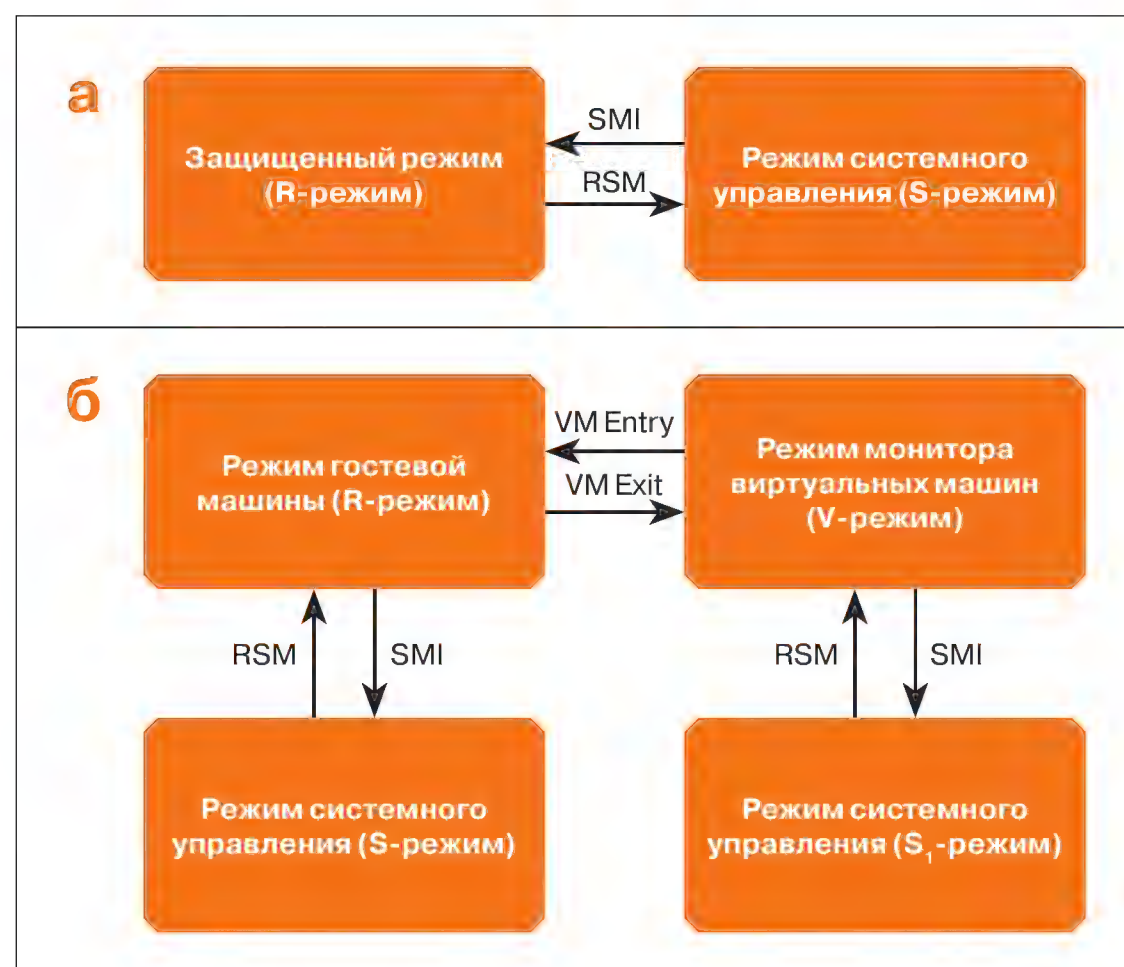 а
Защищенный режим
(R-режим)
SMI
RSM
Режим системного
управления (S-режим)
б
Режим гостевой
машины (R-режим)
VM Entry
VM Exit
Режим монитора
виртуальных машин
(V-режим)
RSM
SMI
RSM
SMI
Режим системного
управления (S-режим)
Режим системного
управления (S₁-режим)